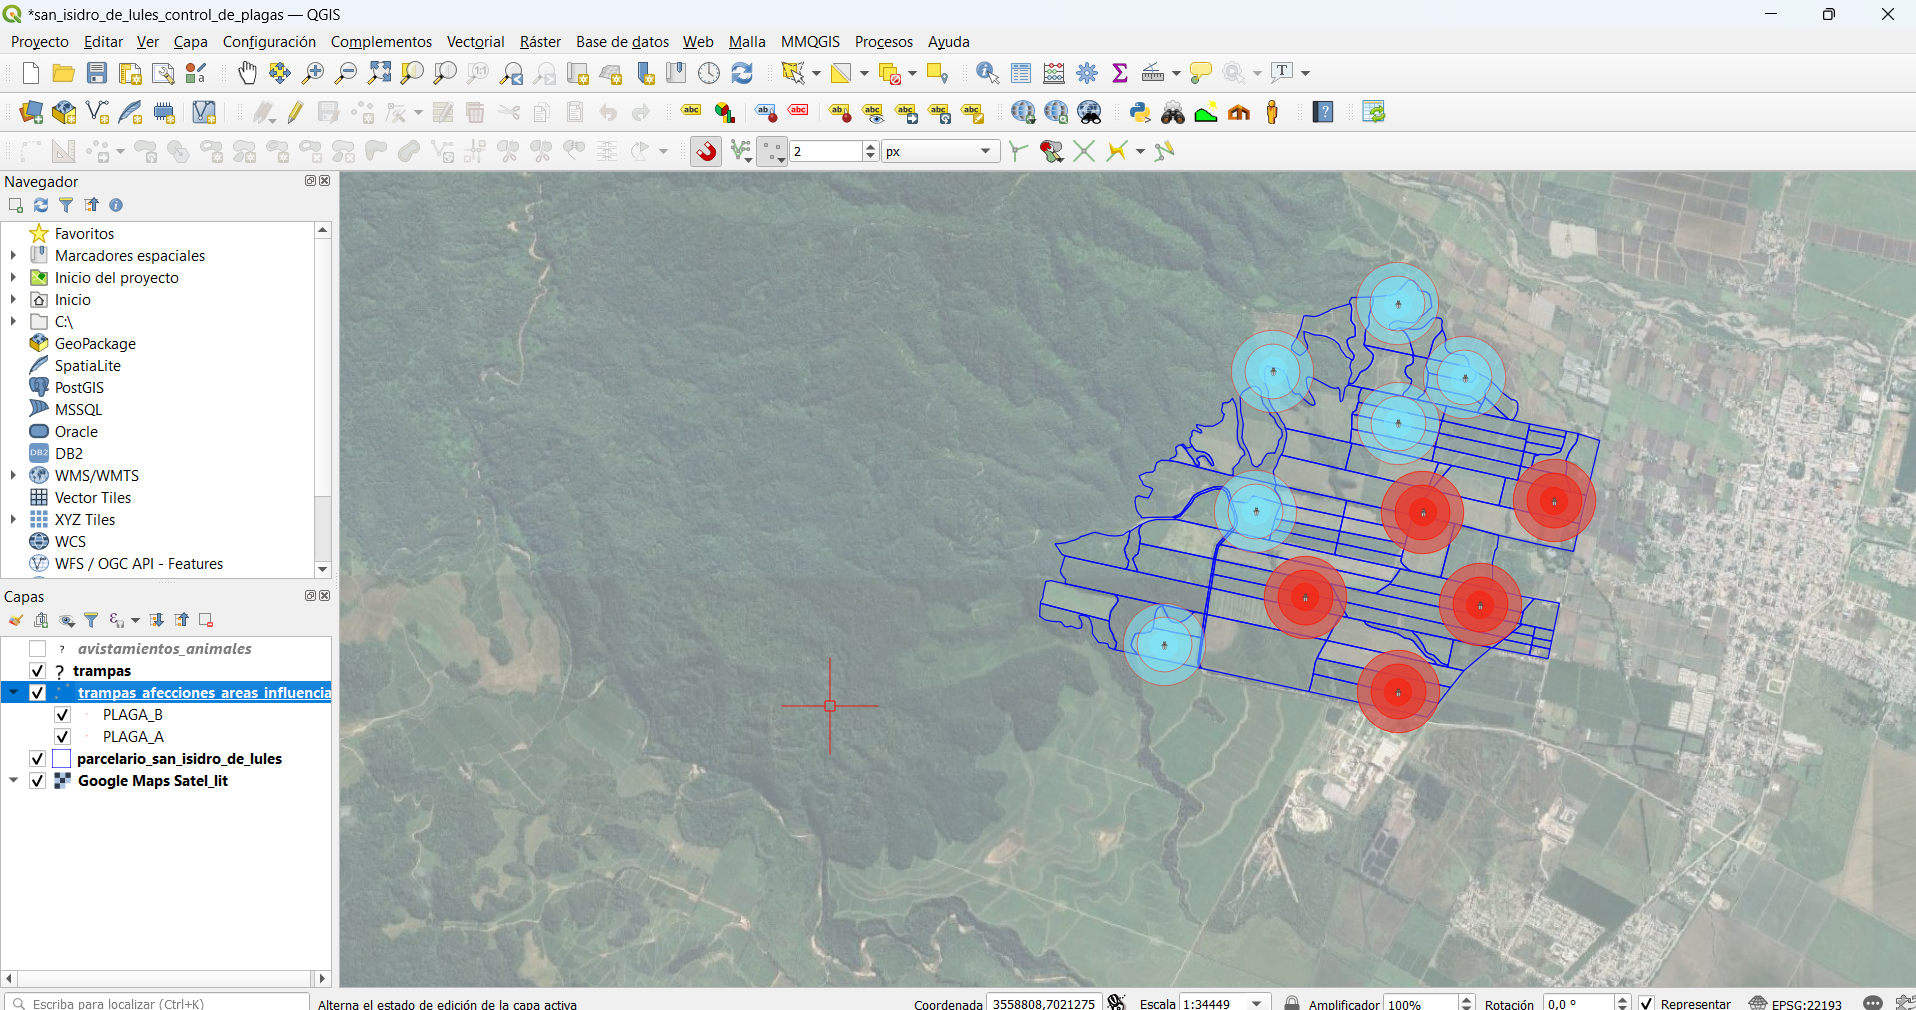 *san_isidro_de_lules_control_de_plagas — QGIS
Proyecto Editar Ver Capa Configuración Complementos Vectorial Ráster Base de datos Web Malla MMQGIS Procesos Ayuda
2 px
Navegador
Favoritos
Marcadores espaciales
Inicio del proyecto
Inicio
C:\
GeoPackage
SpatiaLite
PostGIS
MSSQL
Oracle
DB2
WMS/WMTS
Vector Tiles
XYZ Tiles
WCS
WFS / OGC API - Features
Capas
avistamientos_animales
trampas
trampas_afecciones_areas_influencia
PLAGA_B
PLAGA_A
parcelario_san_isidro_de_lules
Google Maps Satel_lit
Escriba para localizar (Ctrl+K) Alterna el estado de edición de la capa activa Coordenada 3558808,7021275 Escala 1:34449 Amplificador 100% Rotación 0,0 ° Representar EPSG:22193